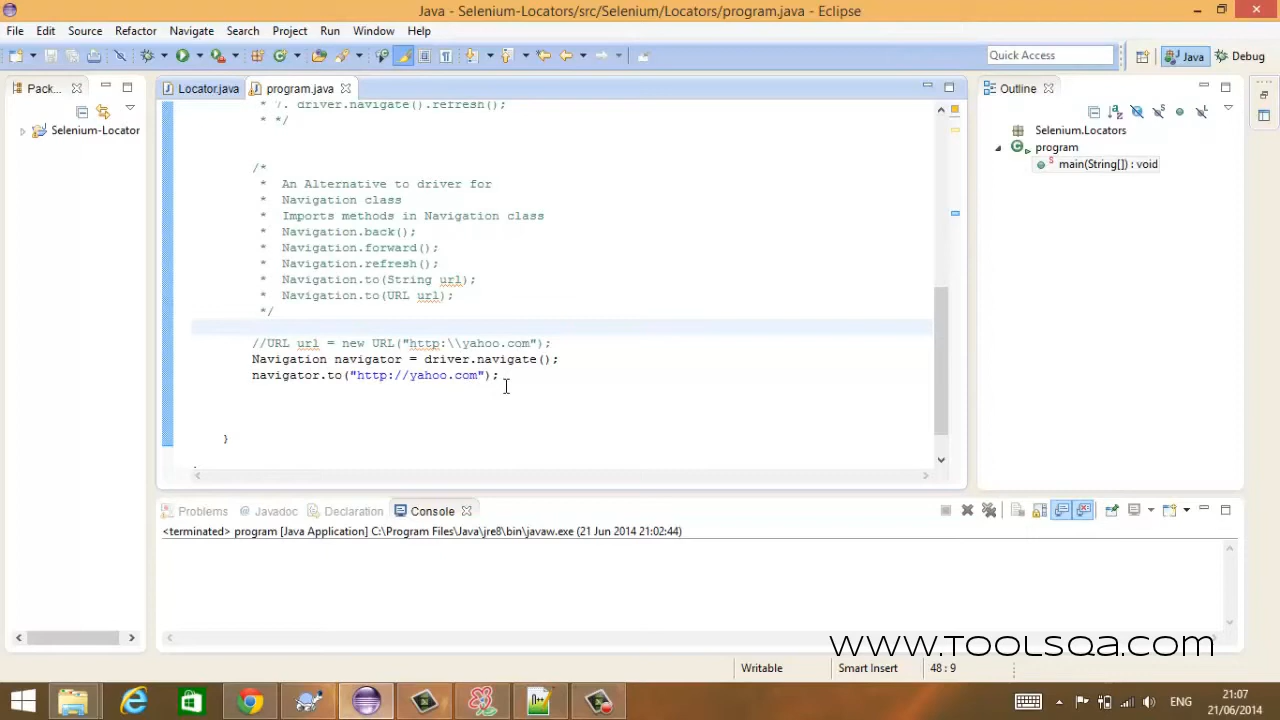 Java - Selenium-Locators/src/Selenium/Locators/program.java - Eclipse
File Edit Source Refactor Navigate Search Project Run Window Help
Quick Access
Java
Debug
Pack...
Locator.java
program.java
Outline
Selenium-Locator
* 7. driver.navigate().refresh();
* */
/*
* An Alternative to driver for
* Navigation class
* Imports methods in Navigation class
* Navigation.back();
* Navigation.forward();
* Navigation.refresh();
* Navigation.to(String url);
* Navigation.to(URL url);
*/
//URL url = new URL("http:\\yahoo.com");
Navigation navigator = driver.navigate();
navigator.to("http://yahoo.com");
}
Selenium.Locators
program
main(String[]) : void
Problems @ Javadoc Declaration Console
<terminated> program [Java Application] C:\Program Files\Java\jre8\bin\javaw.exe (21 Jun 2014 21:02:44)
www.TOOLSQA.com
Writable Smart Insert 48 : 9
ENG
21:07
21/06/2014